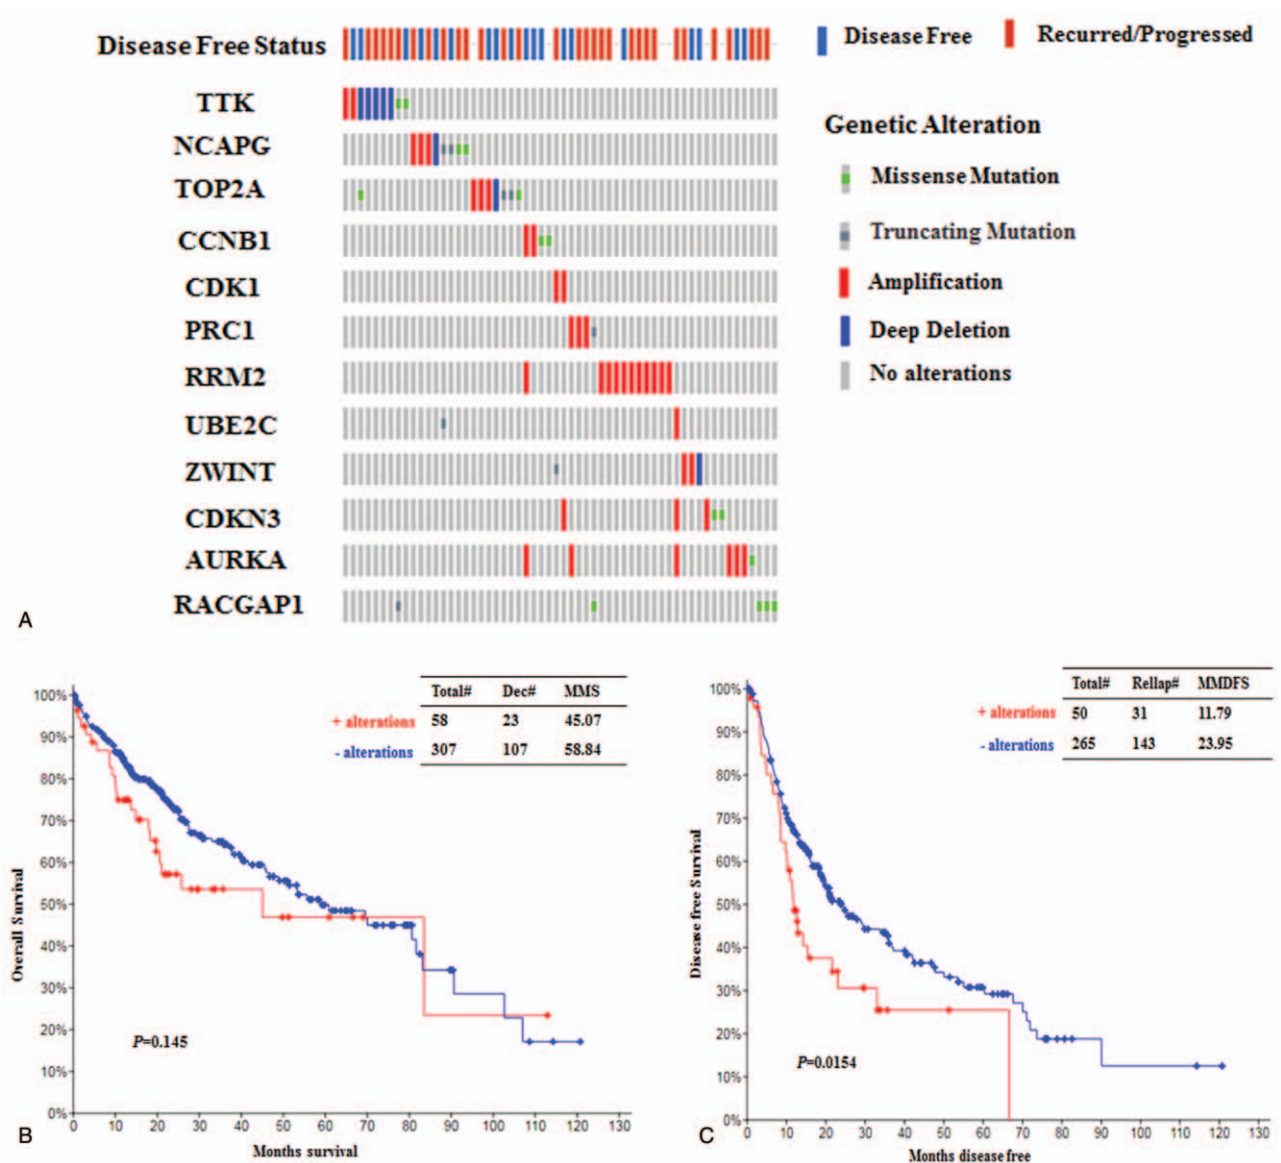 Disease Free Status
Disease Free
Recurred/Progressed
TTK
NCAPG
TOP2A
CCNB1
CDK1
PRC1
RRM2
UBE2C
ZWINT
CDKN3
AURKA
RACGAP1
Genetic Alteration
Missense Mutation
Truncating Mutation
Amplification
Deep Deletion
No alterations
A
Total# Dec# MMS
+ alterations 58 23 45.07
- alterations 307 107 58.84
100%
90%
80%
70%
60%
50%
40%
30%
20%
10%
0%
Overall Survival
P=0.145
0 10 20 30 40 50 60 70 80 90 100 110 120 130
Months survival
B
Total# Rellap# MMDFS
+ alterations 50 31 11.79
- alterations 265 143 23.95
100%
90%
80%
70%
60%
50%
40%
30%
20%
10%
0%
Disease free Survival
P=0.0154
0 10 20 30 40 50 60 70 80 90 100 110 120 130
Months disease free
C